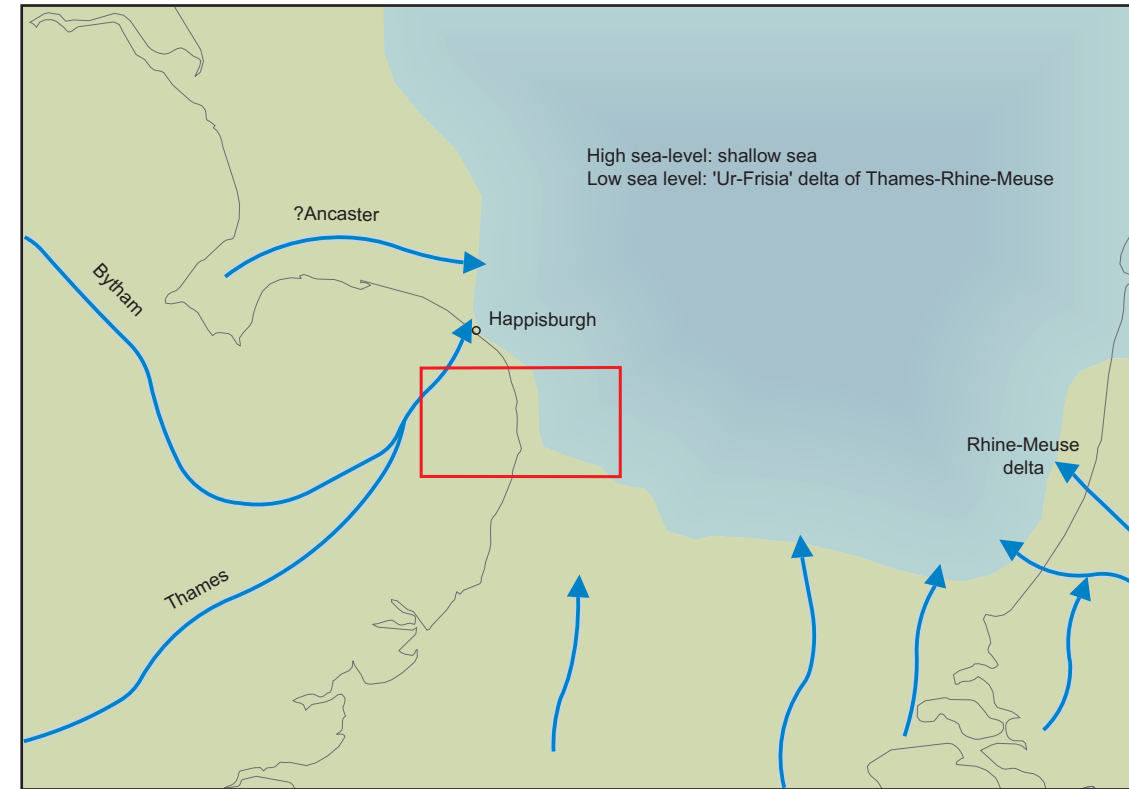 High sea-level: shallow sea
Low sea level: 'Ur-Frisia' delta of Thames-Rhine-Meuse
?Ancaster
Bytham
Happisburgh
Rhine-Meuse
delta
Thames